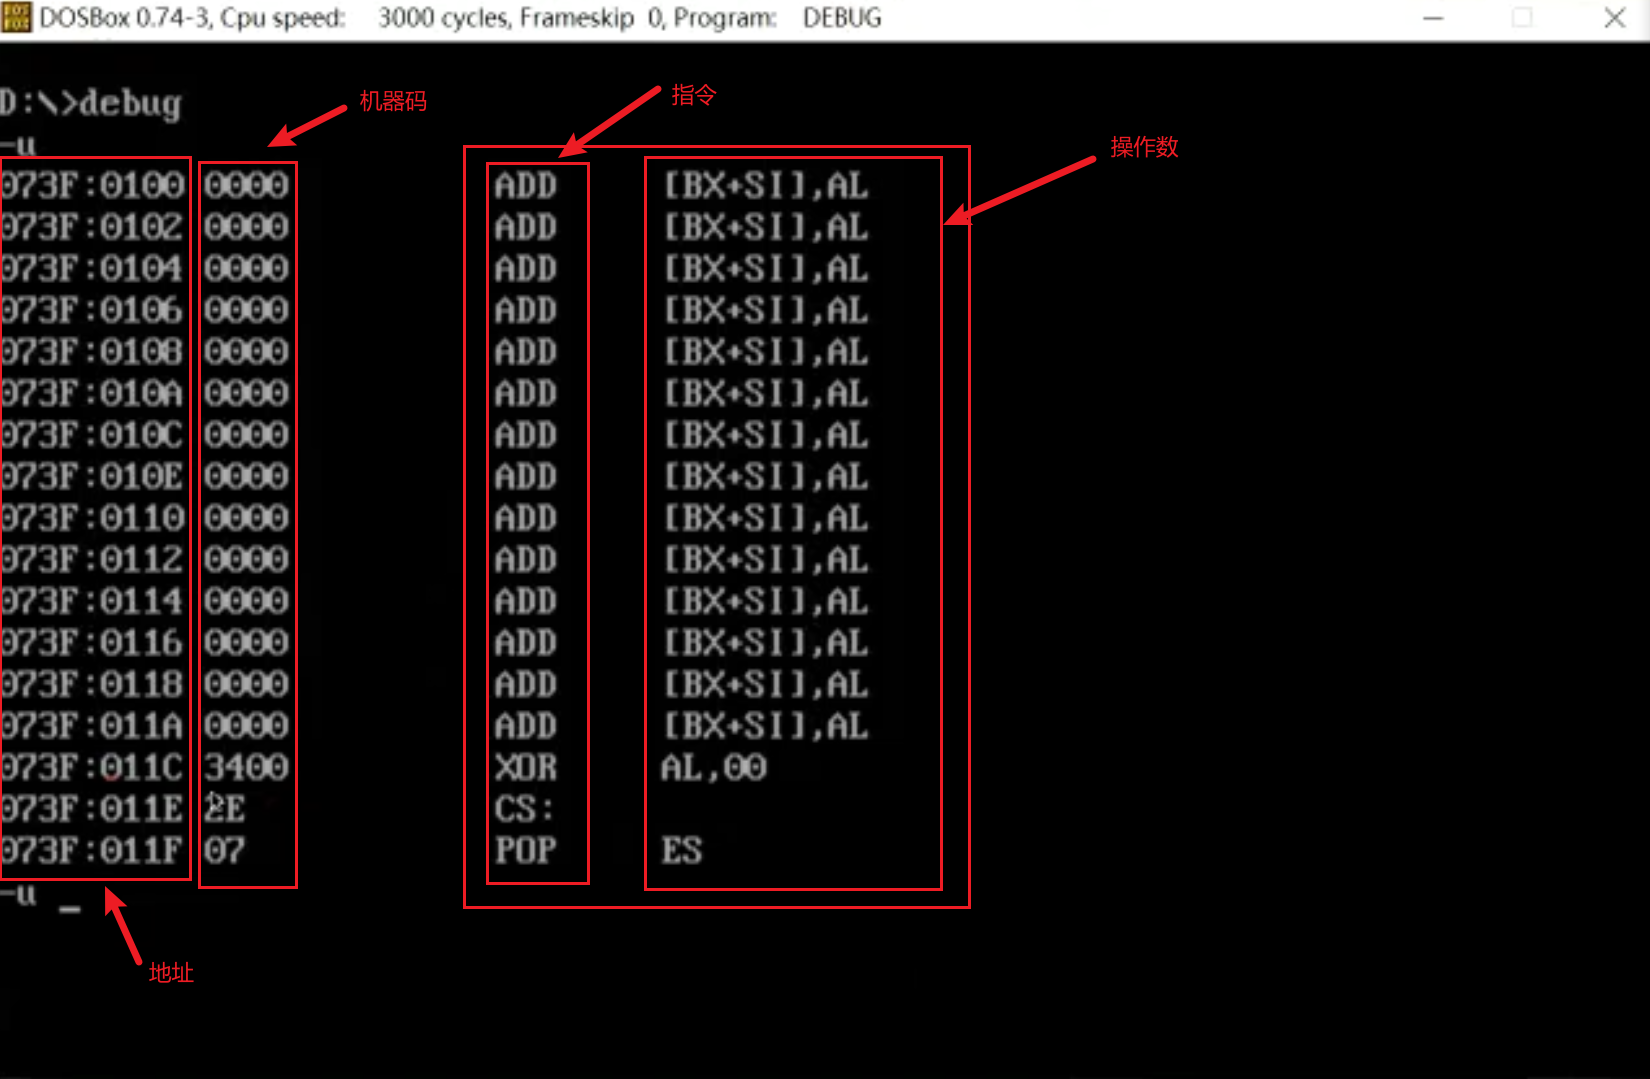 DOSBox 0.74-3, Cpu speed: 3000 cycles, Frameskip 0, Program: DEBUG
D:\>debug
机器码
指令
操作数
-u
073F:0100 0000 ADD [BX+SI],AL
073F:0102 0000 ADD [BX+SI],AL
073F:0104 0000 ADD [BX+SI],AL
073F:0106 0000 ADD [BX+SI],AL
073F:0108 0000 ADD [BX+SI],AL
073F:010A 0000 ADD [BX+SI],AL
073F:010C 0000 ADD [BX+SI],AL
073F:010E 0000 ADD [BX+SI],AL
073F:0110 0000 ADD [BX+SI],AL
073F:0112 0000 ADD [BX+SI],AL
073F:0114 0000 ADD [BX+SI],AL
073F:0116 0000 ADD [BX+SI],AL
073F:0118 0000 ADD [BX+SI],AL
073F:011A 0000 ADD [BX+SI],AL
073F:011C 3400 XOR AL,00
073F:011E 2E CS:
073F:011F 07 POP ES
-u _
地址